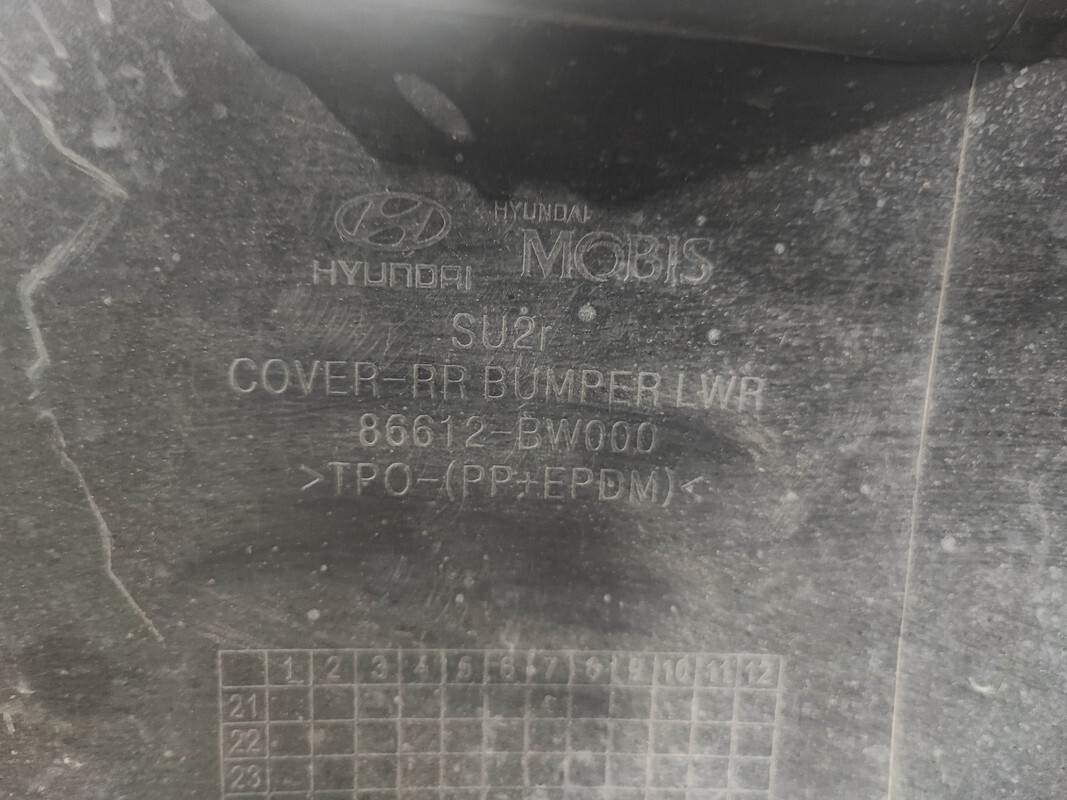 HYUNDAI
HYUNDAI
MOBIS
SU2r
COVER-RR BUMPER LWR
86612-BW000
>TPO-(PP+EPDM)<
1 2 3 4 5 6 7 8 9 10 11 12
21
22
23